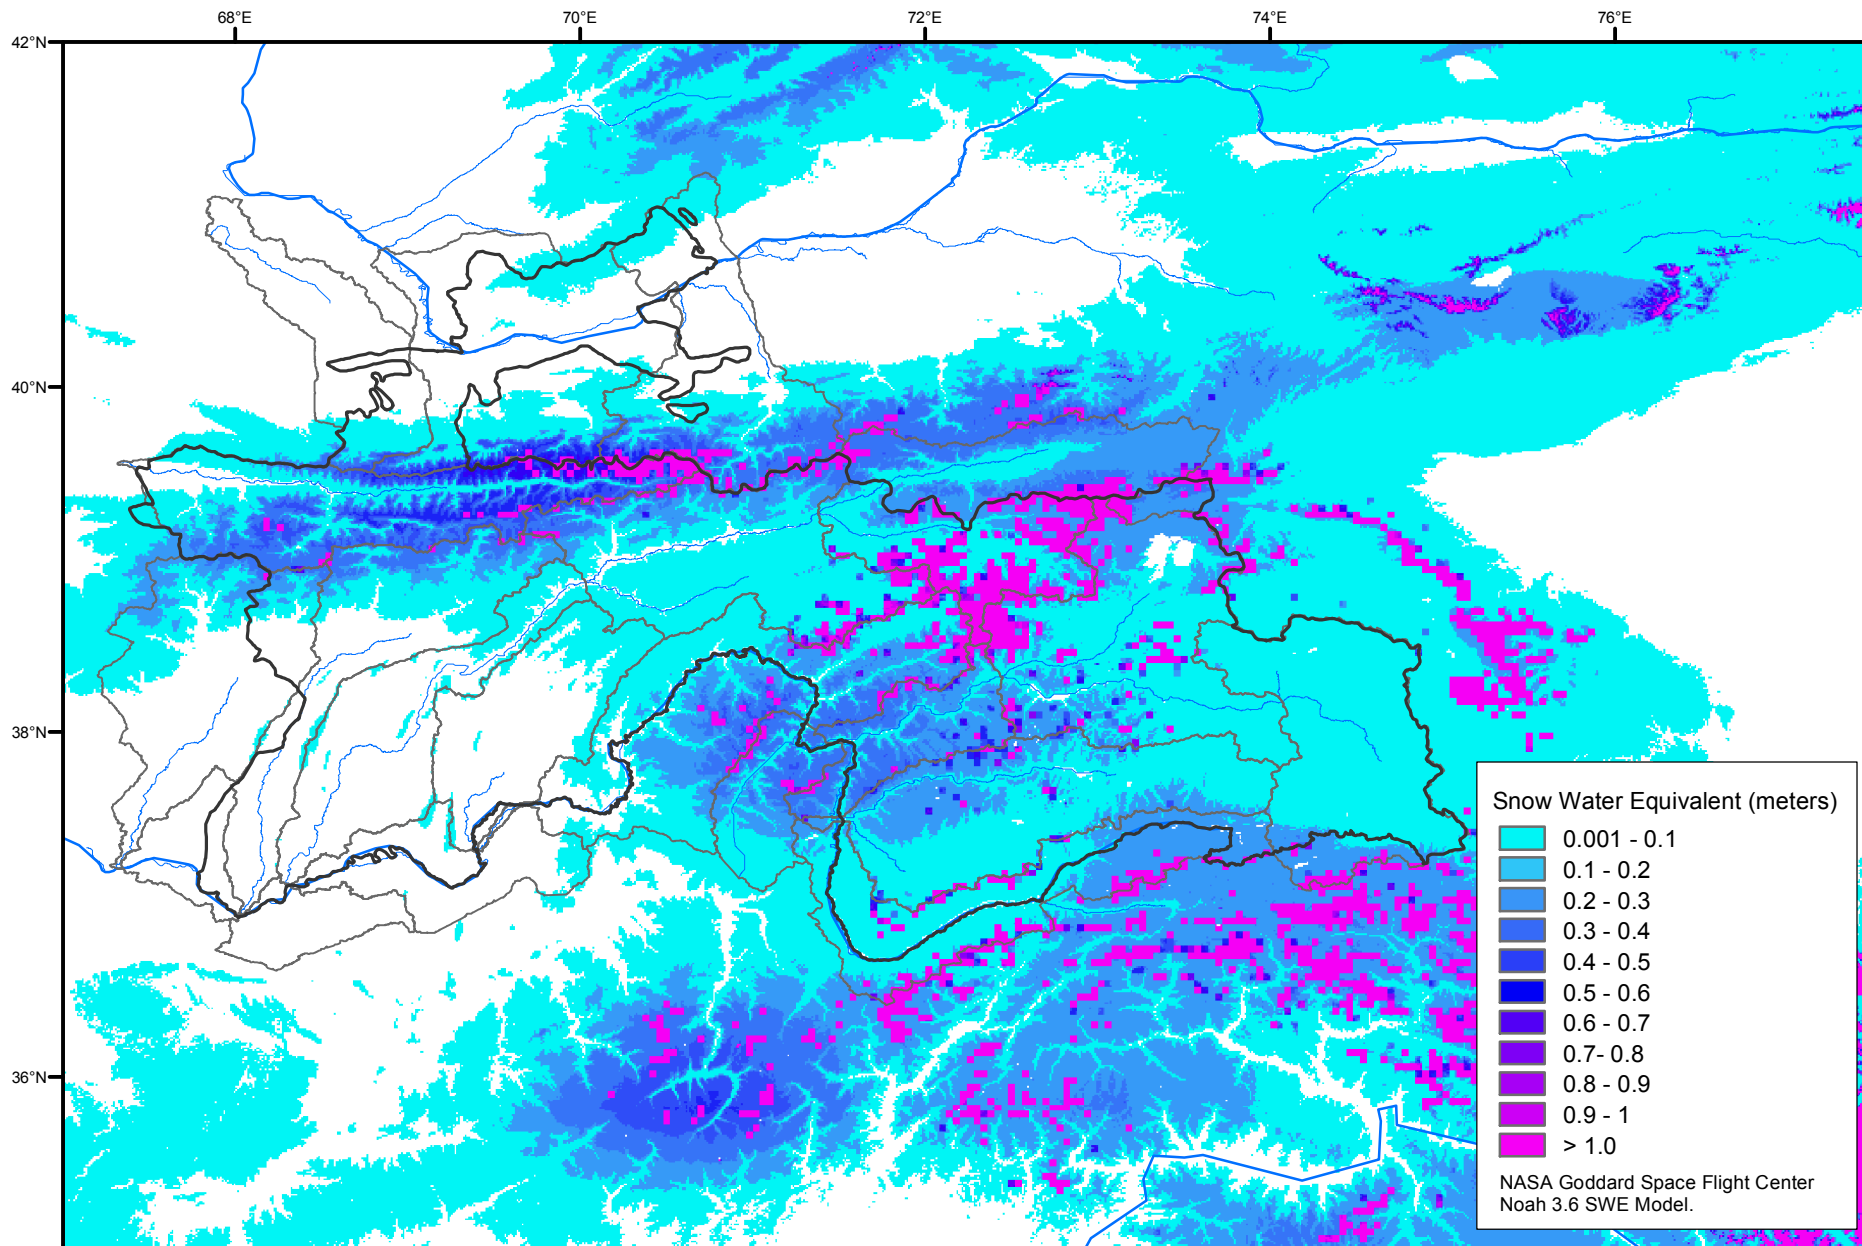 68°E
70°E
72°E
74°E
76°E
42°N
40°N
38°N
36°N
Snow Water Equivalent (meters)
0.001 - 0.1
0.1 - 0.2
0.2 - 0.3
0.3 - 0.4
0.4 - 0.5
0.5 - 0.6
0.6 - 0.7
0.7- 0.8
0.8 - 0.9
0.9 - 1
> 1.0
NASA Goddard Space Flight Center
Noah 3.6 SWE Model.